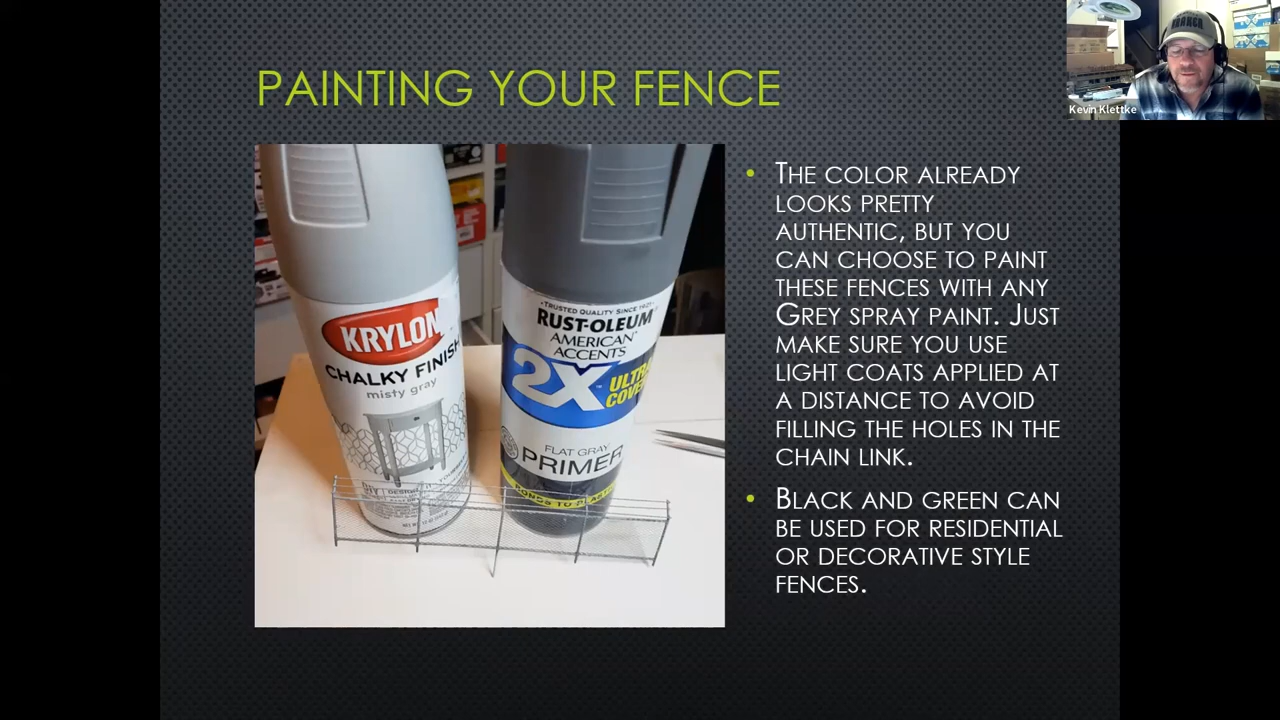 PAINTING YOUR FENCE
Kevin Klettke
KRYLON
CHALKY FINISH
misty gray
TRUSTED QUALITY SINCE 1921
RUST-OLEUM
AMERICAN
ACCENTS
2X ULTRA
COVER
FLAT GRAY
PRIMER
• THE COLOR ALREADY
LOOKS PRETTY
AUTHENTIC, BUT YOU
CAN CHOOSE TO PAINT
THESE FENCES WITH ANY
GREY SPRAY PAINT. JUST
MAKE SURE YOU USE
LIGHT COATS APPLIED AT
A DISTANCE TO AVOID
FILLING THE HOLES IN THE
CHAIN LINK.
• BLACK AND GREEN CAN
BE USED FOR RESIDENTIAL
OR DECORATIVE STYLE
FENCES.